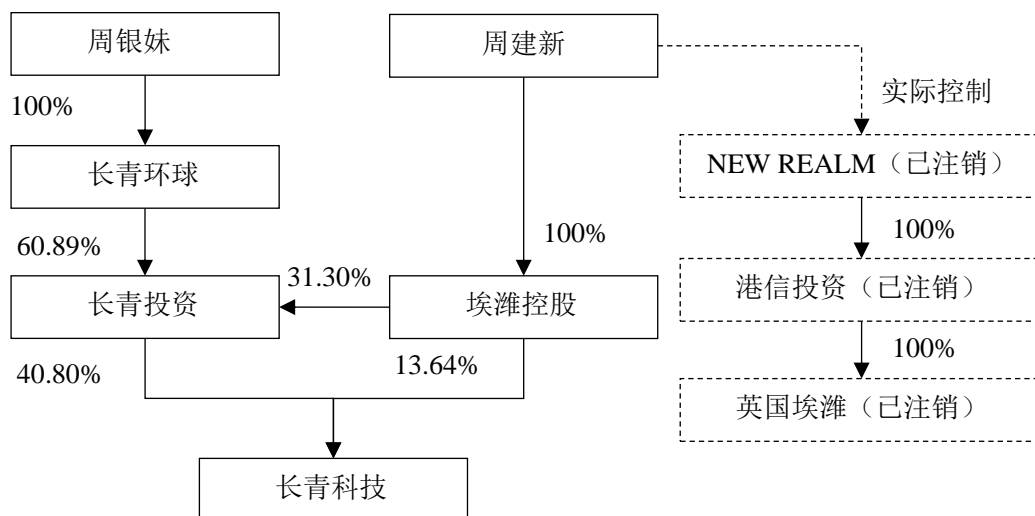 周银妹
周建新
100%
实际控制
长青环球
NEW REALM（已注销）
60.89%
100%
100%
31.30%
长青投资
埃潍控股
港信投资（已注销）
40.80%
13.64%
100%
英国埃潍（已注销）
长青科技